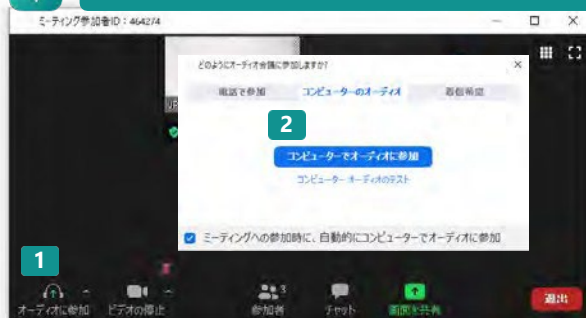 ミーティング参加者ID：464274
どのようにオーディオ会議に参加しますか？
電話で参加 コンピューターのオーディオ 着信希望
2
コンピューターでオーディオに参加
コンピューター オーディオのテスト
ミーティングへの参加時に、自動的にコンピューターでオーディオに参加
1
3
オーディオに参加 ビデオの停止 参加者 チャット 画面を共有 退出